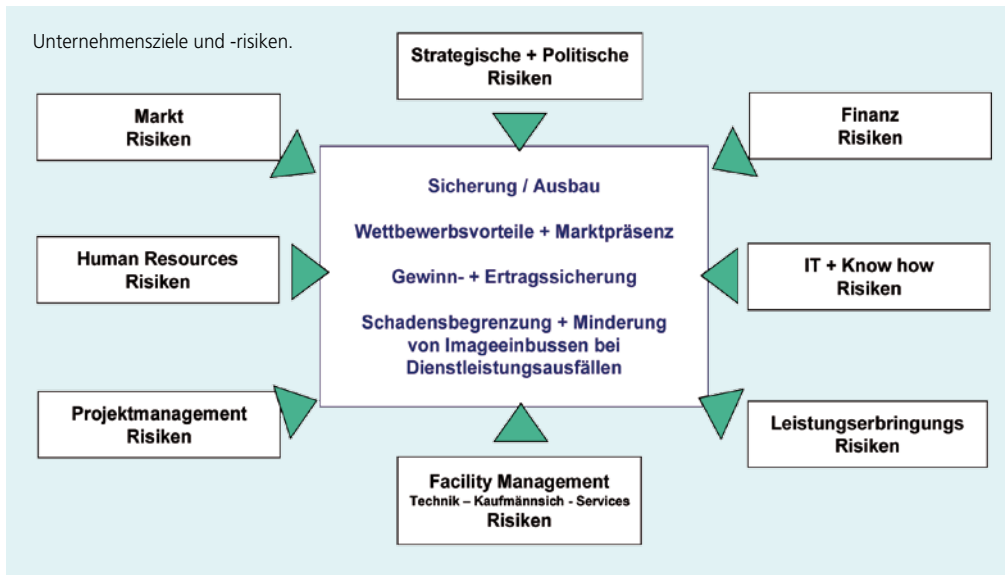 Unternehmensziele und -risiken.
Strategische + Politische
Risiken
Markt
Risiken
Finanz
Risiken
Sicherung / Ausbau
Wettbewerbsvorteile + Marktpräsenz
Gewinn- + Ertragssicherung
Schadensbegrenzung + Minderung
von Imageeinbussen bei
Dienstleistungsausfällen
Human Resources
Risiken
IT + Know how
Risiken
Projektmanagement
Risiken
Leistungserbringungs
Risiken
Facility Management
Technik – Kaufmännsich - Services
Risiken